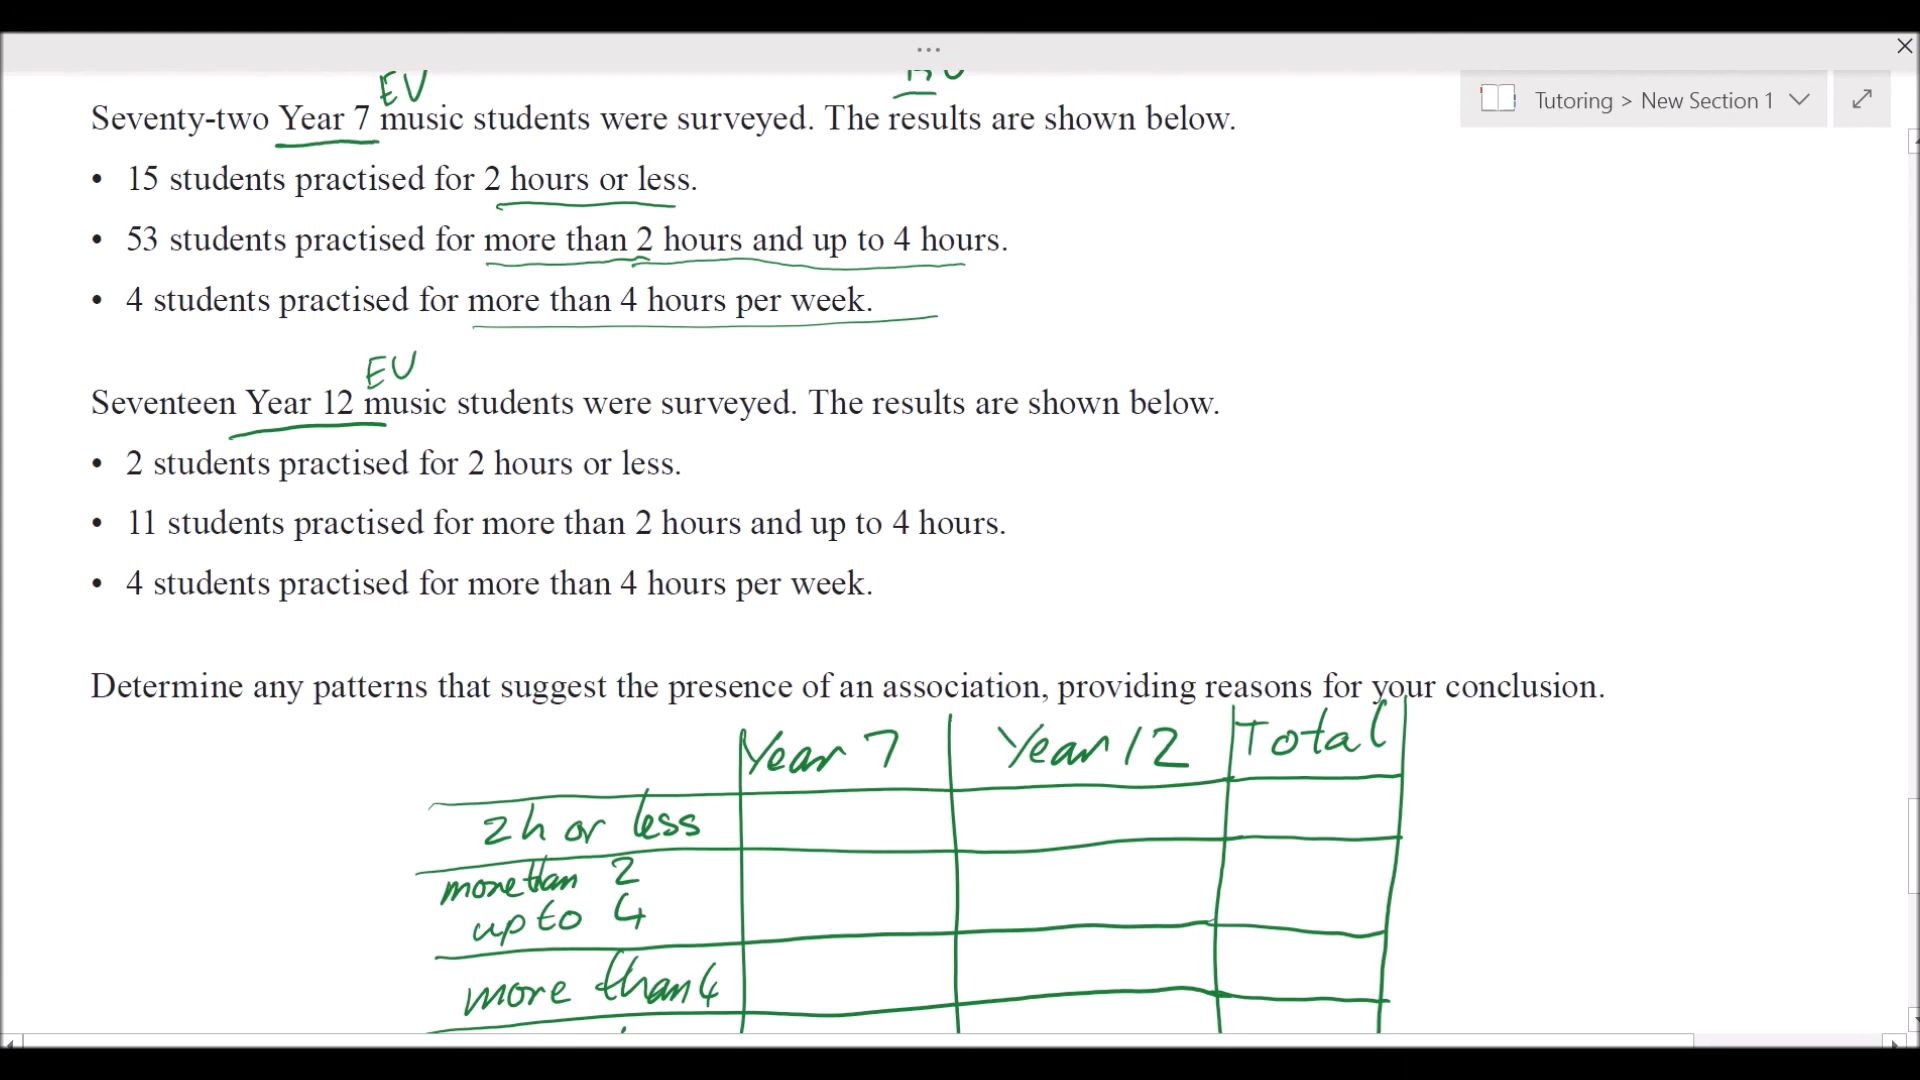 EV
Tutoring > New Section 1
Seventy-two Year 7 music students were surveyed. The results are shown below.
• 15 students practised for 2 hours or less.
• 53 students practised for more than 2 hours and up to 4 hours.
• 4 students practised for more than 4 hours per week.
EV
Seventeen Year 12 music students were surveyed. The results are shown below.
• 2 students practised for 2 hours or less.
• 11 students practised for more than 2 hours and up to 4 hours.
• 4 students practised for more than 4 hours per week.
Determine any patterns that suggest the presence of an association, providing reasons for your conclusion.
Year 7 Year 12 Total
2h or less
more than 2
up to 4
more than 4